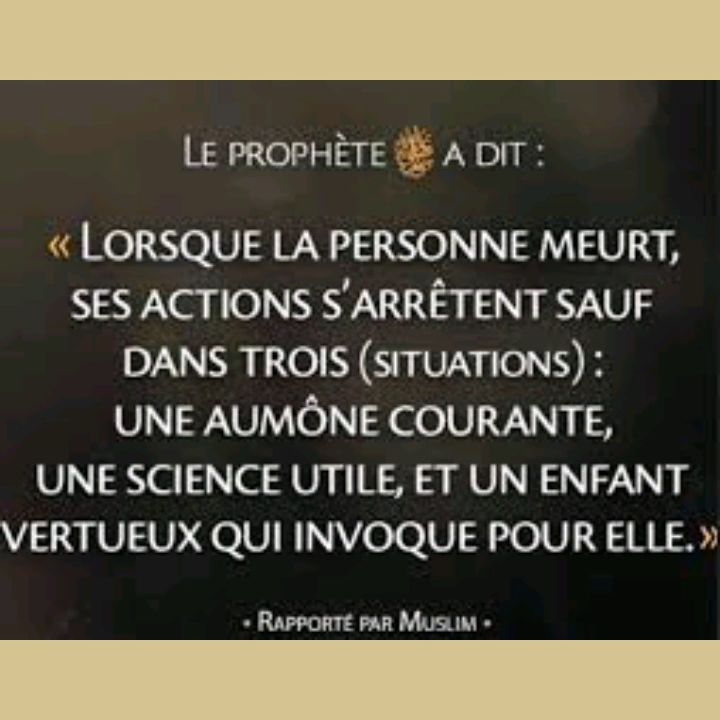 LE PROPHÈTE ﷺ A DIT :
« LORSQUE LA PERSONNE MEURT,
SES ACTIONS S'ARRÊTENT SAUF
DANS TROIS (SITUATIONS) :
UNE AUMÔNE COURANTE,
UNE SCIENCE UTILE, ET UN ENFANT
VERTUEUX QUI INVOQUE POUR ELLE. »
• RAPPORTÉ PAR MUSLIM •